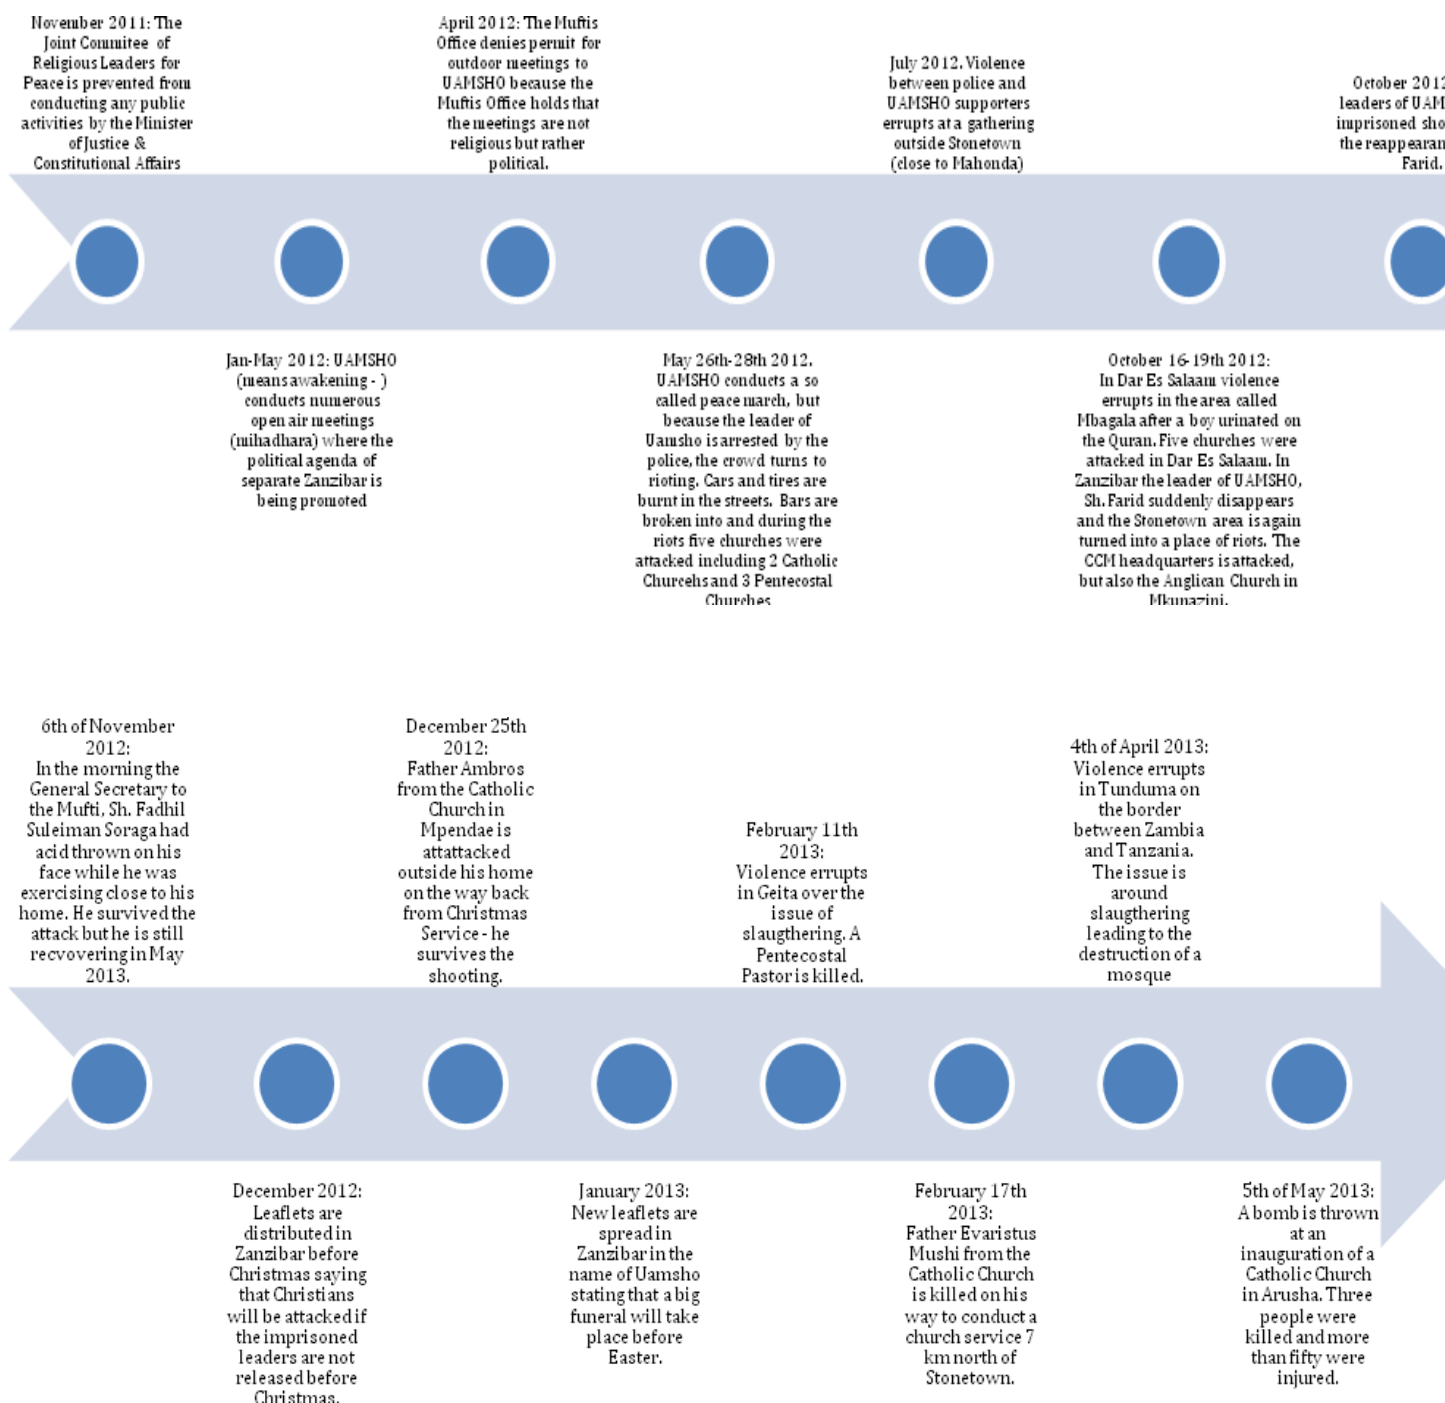 November 2011: The
Joint Commitee of
Religious Leaders for
Peace is prevented from
conducting any public
activities by the Minister
of Justice &
Constitutional Affairs
Jan-May 2012: UAMSHO
(means awakening - )
conducts numerous
open air meetings
(mihadhara) where the
political agenda of
separate Zanzibar is
being promoted
April 2012: The Muftis
Office denies permit for
outdoor meetings to
UAMSHO because the
Muftis Office holds that
the meetings are not
religious but rather
political.
May 26th-28th 2012.
UAMSHO conducts a so
called peace march, but
because the leader of
Uamsho is arrested by the
police, the crowd turns to
rioting. Cars and tires are
burnt in the streets. Bars are
broken into and during the
riots five churches were
attacked including 2 Catholic
Churcehs and 3 Pentecostal
Churches
July 2012. Violence
between police and
UAMSHO supporters
errupts at a gathering
outside Stonetown
(close to Mahonda)
October 16-19th 2012:
In Dar Es Salaam violence
errupts in the area called
Mbagala after a boy urinated on
the Quran. Five churches were
attacked in Dar Es Salaam. In
Zanzibar the leader of UAMSHO,
Sh. Farid suddenly disappears
and the Stonetown area is again
turned into a place of riots. The
CCM headquarters is attacked,
but also the Anglican Church in
Mkunazini.
October 2012
leaders of UAM
imprisoned sho
the reappearan
Farid.
6th of November
2012:
In the morning the
General Secretary to
the Mufti, Sh. Fadhil
Suleiman Soraga had
acid thrown on his
face while he was
exercising close to his
home. He survived the
attack but he is still
recvovering in May
2013.
December 2012:
Leaflets are
distributed in
Zanzibar before
Christmas saying
that Christians
will be attacked if
the imprisoned
leaders are not
released before
Christmas.
December 25th
2012:
Father Ambros
from the Catholic
Church in
Mpendae is
attattacked
outside his home
on the way back
from Christmas
Service - he
survives the
shooting.
January 2013:
New leaflets are
spread in
Zanzibar in the
name of Uamsho
stating that a big
funeral will take
place before
Easter.
February 11th
2013:
Violence errupts
in Geita over the
issue of
slaugthering. A
Pentecostal
Pastor is killed.
February 17th
2013:
Father Evaristus
Mushi from the
Catholic Church
is killed on his
way to conduct a
church service 7
km north of
Stonetown.
4th of April 2013:
Violence errupts
in Tunduma on
the border
between Zambia
and Tanzania.
The issue is
around
slaugthering
leading to the
destruction of a
mosque
5th of May 2013:
A bomb is thrown
at an
inauguration of a
Catholic Church
in Arusha. Three
people were
killed and more
than fifty were
injured.